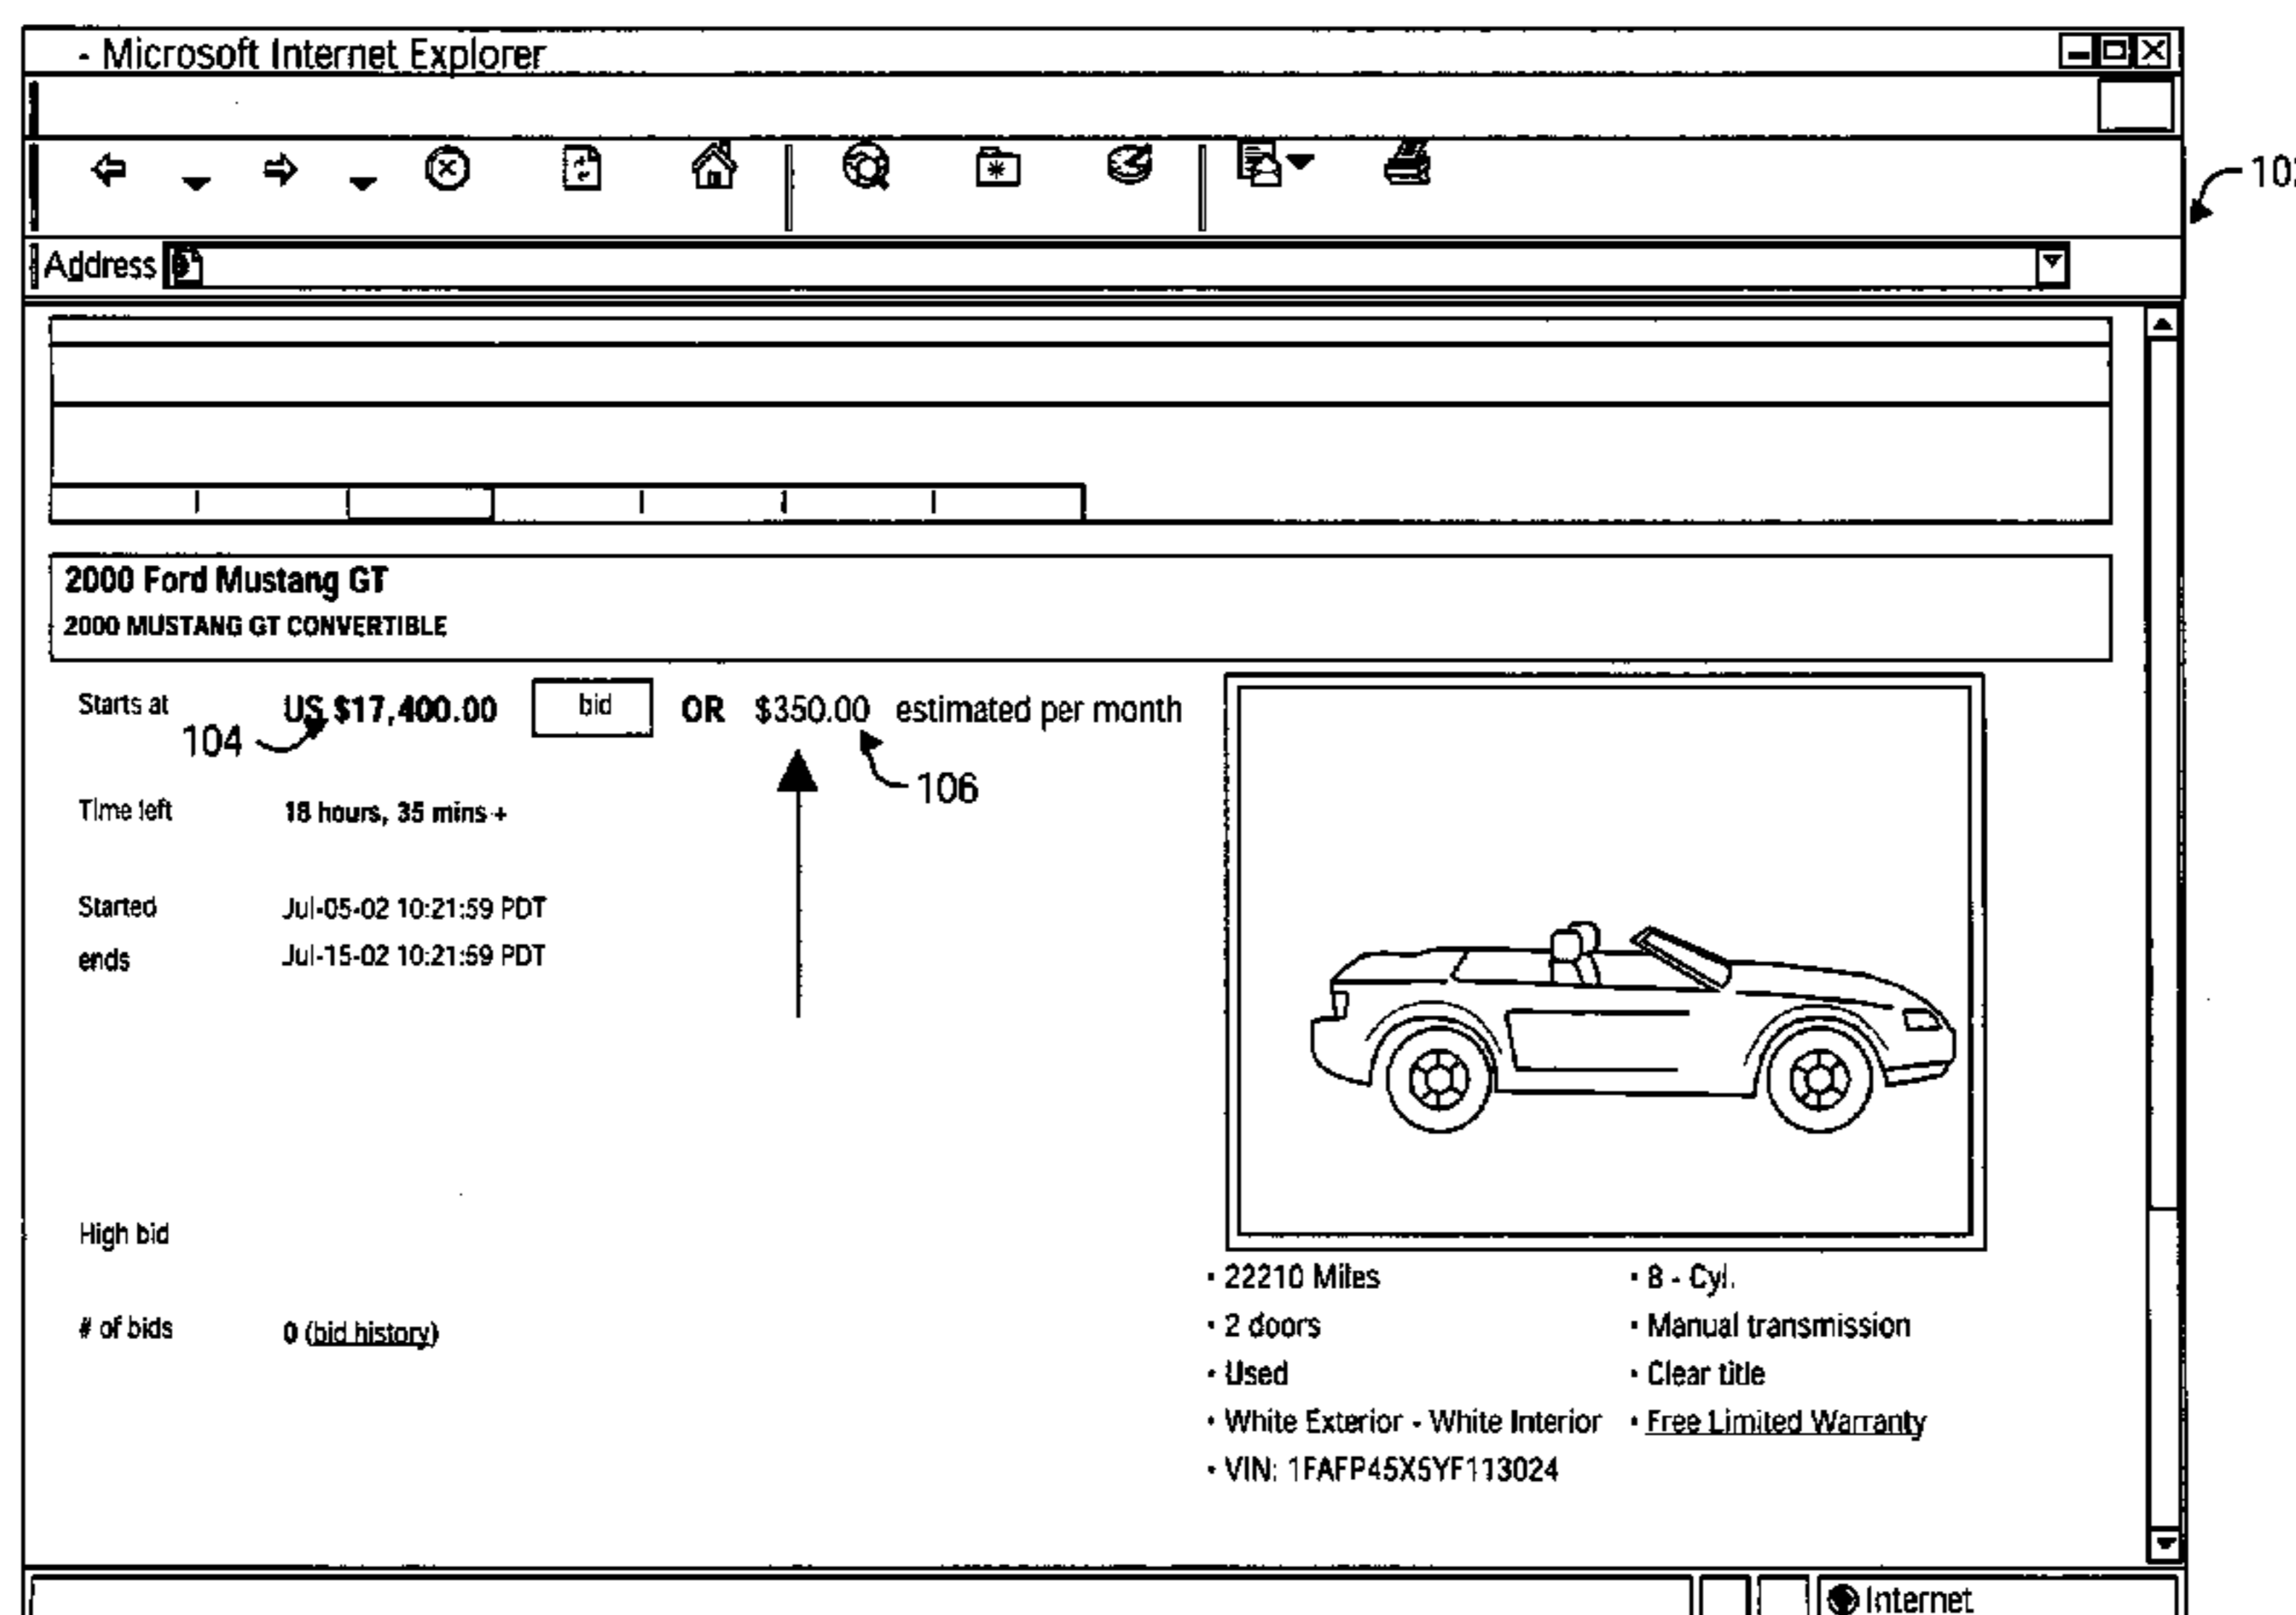 - Microsoft Internet Explorer
Address
2000 Ford Mustang GT
2000 MUSTANG GT CONVERTIBLE
Starts at US $17,400.00 bid OR $350.00 estimated per month
104
106
Time left 18 hours, 35 mins +
Started Jul-05-02 10:21:59 PDT
ends Jul-15-02 10:21:59 PDT
High bid
# of bids 0 (bid history)
• 22210 Miles
• 2 doors
• Used
• White Exterior - White Interior
• VIN: 1FAFP45X5YF113024
• 8 - Cyl.
• Manual transmission
• Clear title
• Free Limited Warranty
Internet